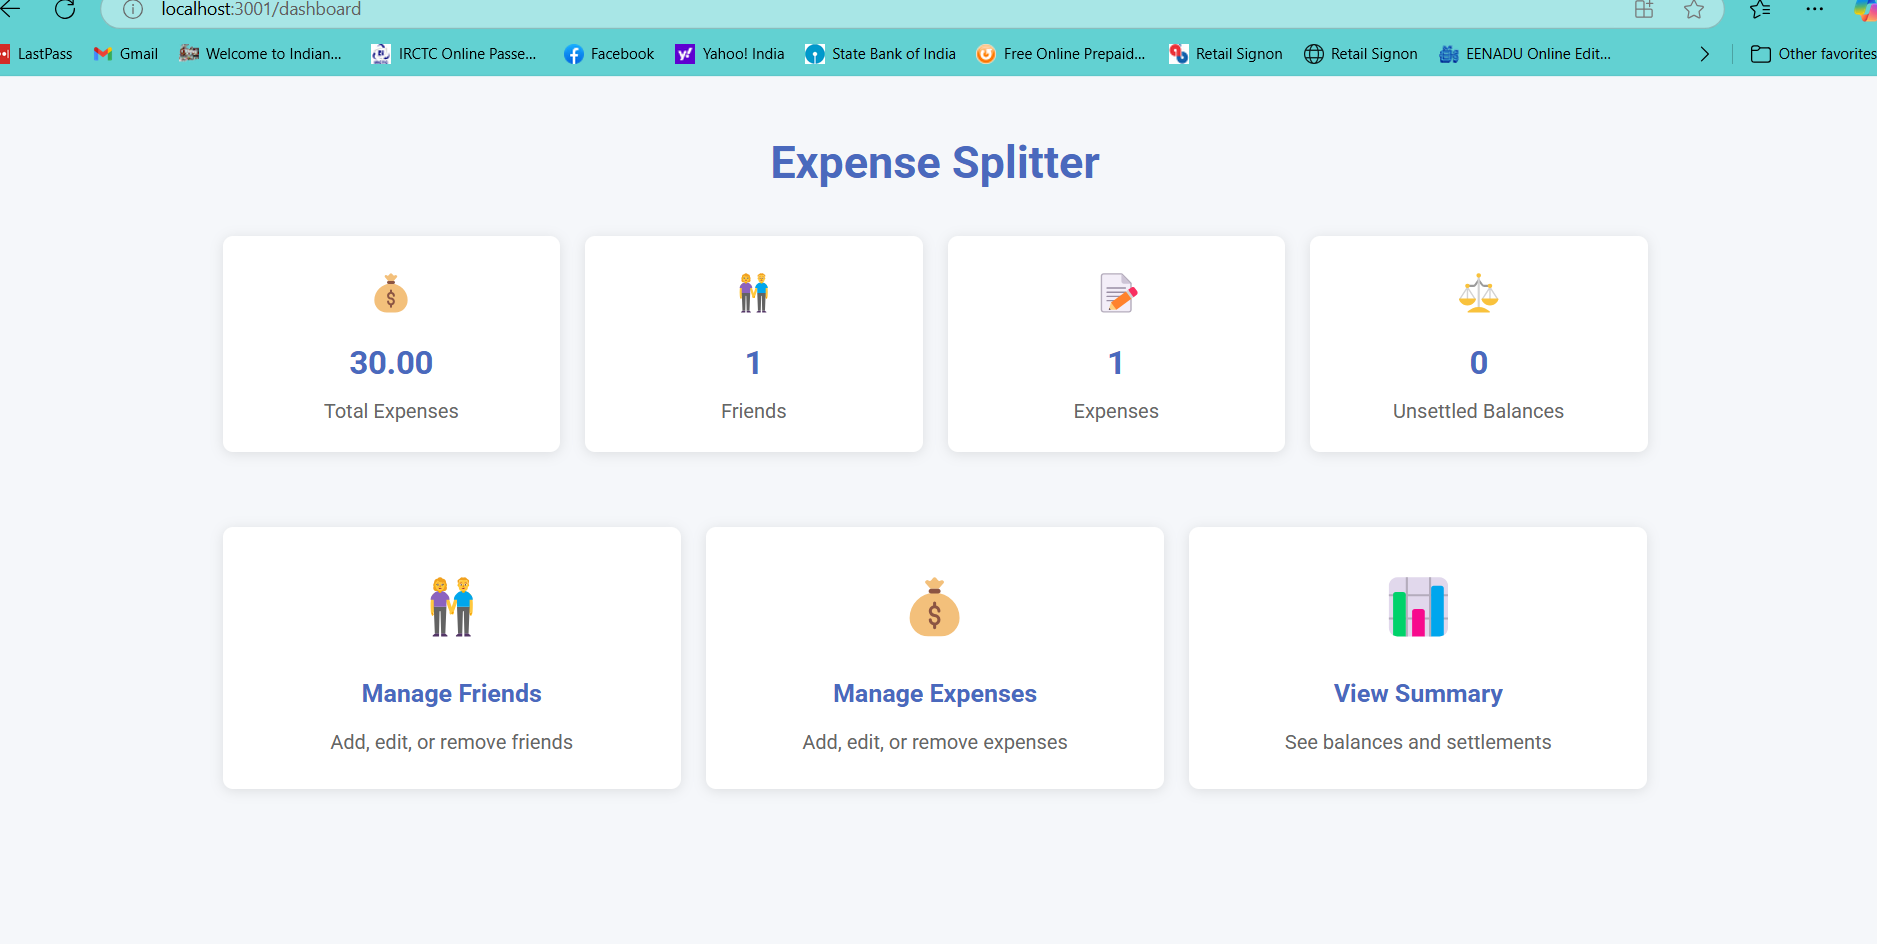 localhost:3001/dashboard
LastPass Gmail Welcome to Indian... IRCTC Online Passe... Facebook Yahoo! India State Bank of India Free Online Prepaid... Retail Signon Retail Signon EENADU Online Edit... Other favorites
Expense Splitter
30.00 1 1 0
Total Expenses Friends Expenses Unsettled Balances
Manage Friends Manage Expenses View Summary
Add, edit, or remove friends Add, edit, or remove expenses See balances and settlements